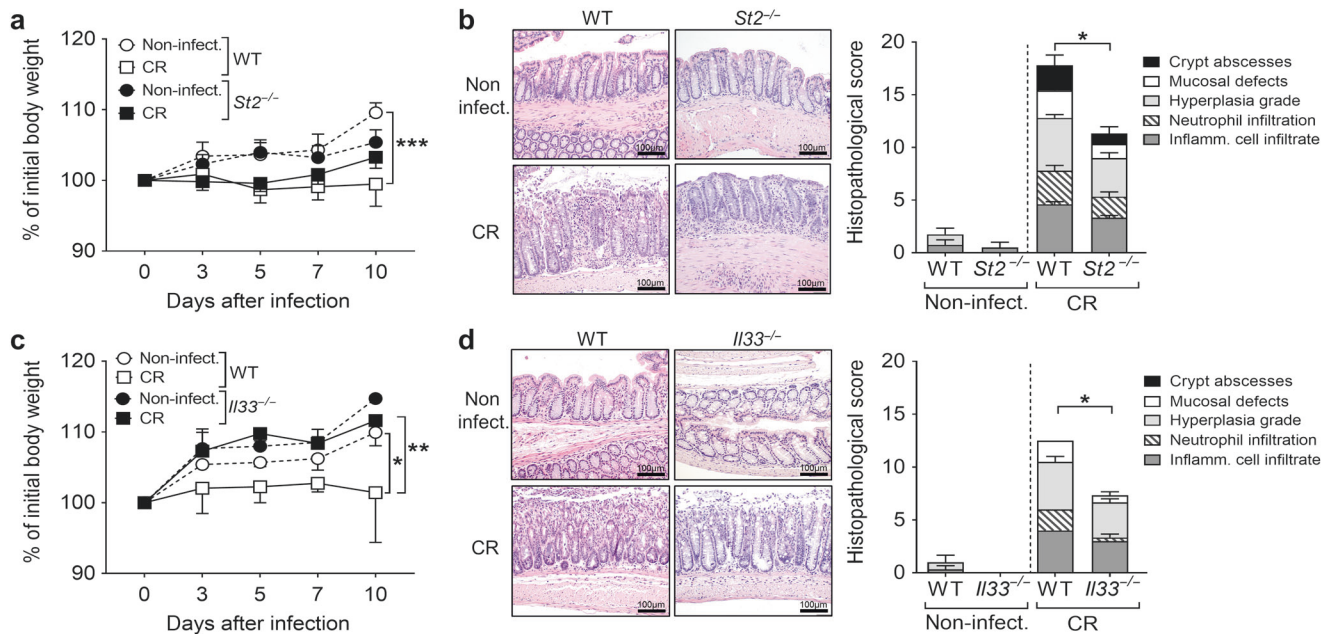 a
% of initial body weight
120
110
100
90
Non-infect.
CR
WT
Non-infect.
CR
St2–/–
***
0 3 5 7 10
Days after infection
b
WT St2–/–
Non
infect.
CR
100µm 100µm
100µm 100µm
Histopathological score
20
15
10
5
0
*
Crypt abscesses
Mucosal defects
Hyperplasia grade
Neutrophil infiltration
Inflamm. cell infiltrate
WT St2–/– WT St2–/–
Non-infect. CR
c
% of initial body weight
120
110
100
90
Non-infect.
CR
WT
Non-infect.
CR
Il33–/–
* **
0 3 5 7 10
Days after infection
d
WT Il33–/–
Non
infect.
CR
100µm 100µm
100µm 100µm
Histopathological score
20
15
10
5
0
*
Crypt abscesses
Mucosal defects
Hyperplasia grade
Neutrophil infiltration
Inflamm. cell infiltrate
WT Il33–/– WT Il33–/–
Non-infect. CR